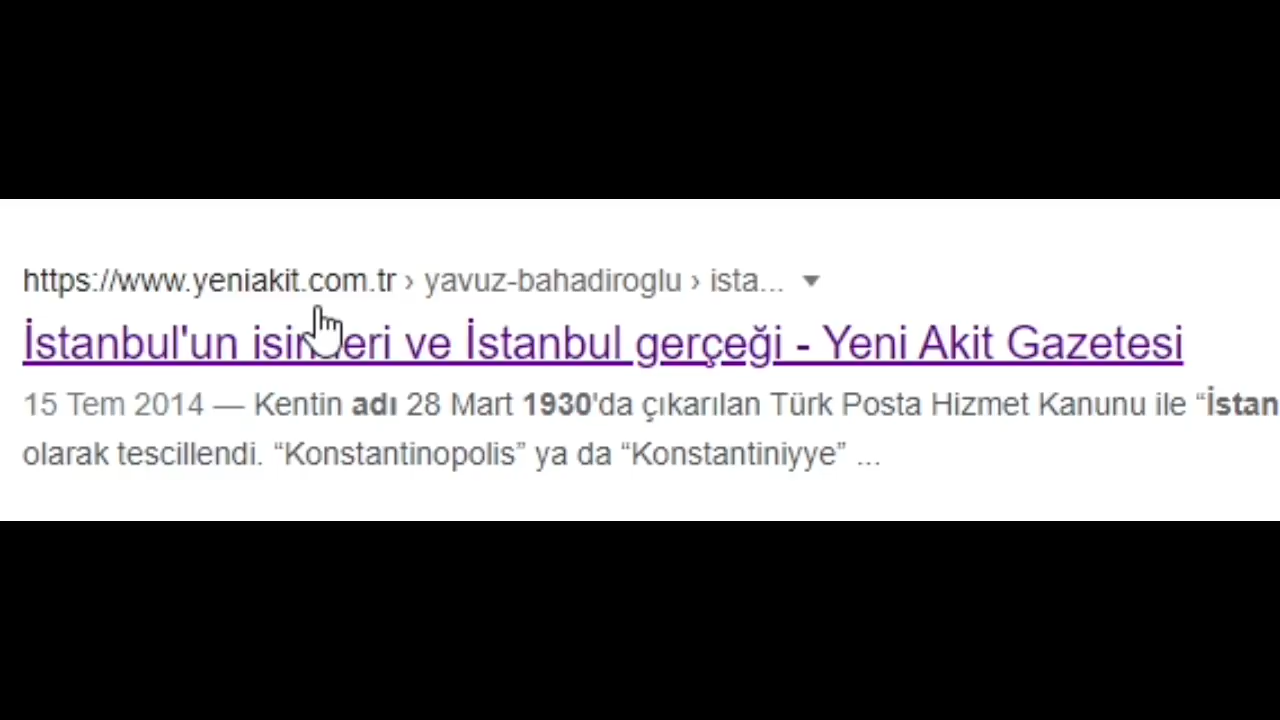 https://www.yeniakit.com.tr › yavuz-bahadiroglu › ista...
İstanbul'un isimleri ve İstanbul gerçeği - Yeni Akit Gazetesi
15 Tem 2014 — Kentin adı 28 Mart 1930'da çıkarılan Türk Posta Hizmet Kanunu ile “İstan
olarak tescillendi. “Konstantinopolis” ya da “Konstantiniyye” ...